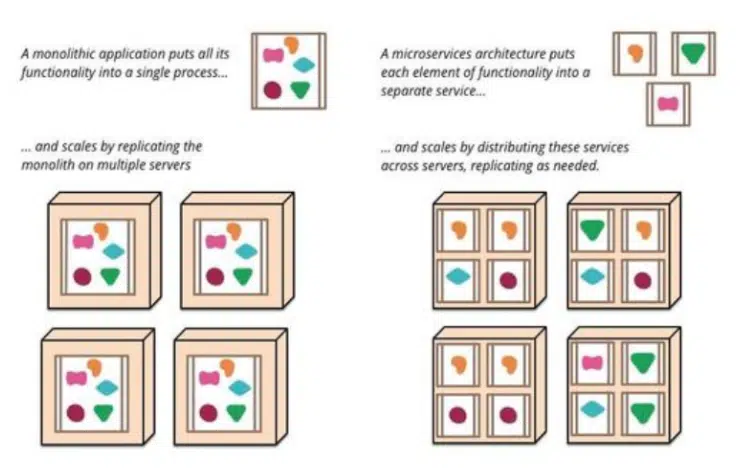 A monolithic application puts all its
functionality into a single process...
... and scales by replicating the
monolith on multiple servers
A microservices architecture puts
each element of functionality into a
separate service...
... and scales by distributing these services
across servers, replicating as needed.